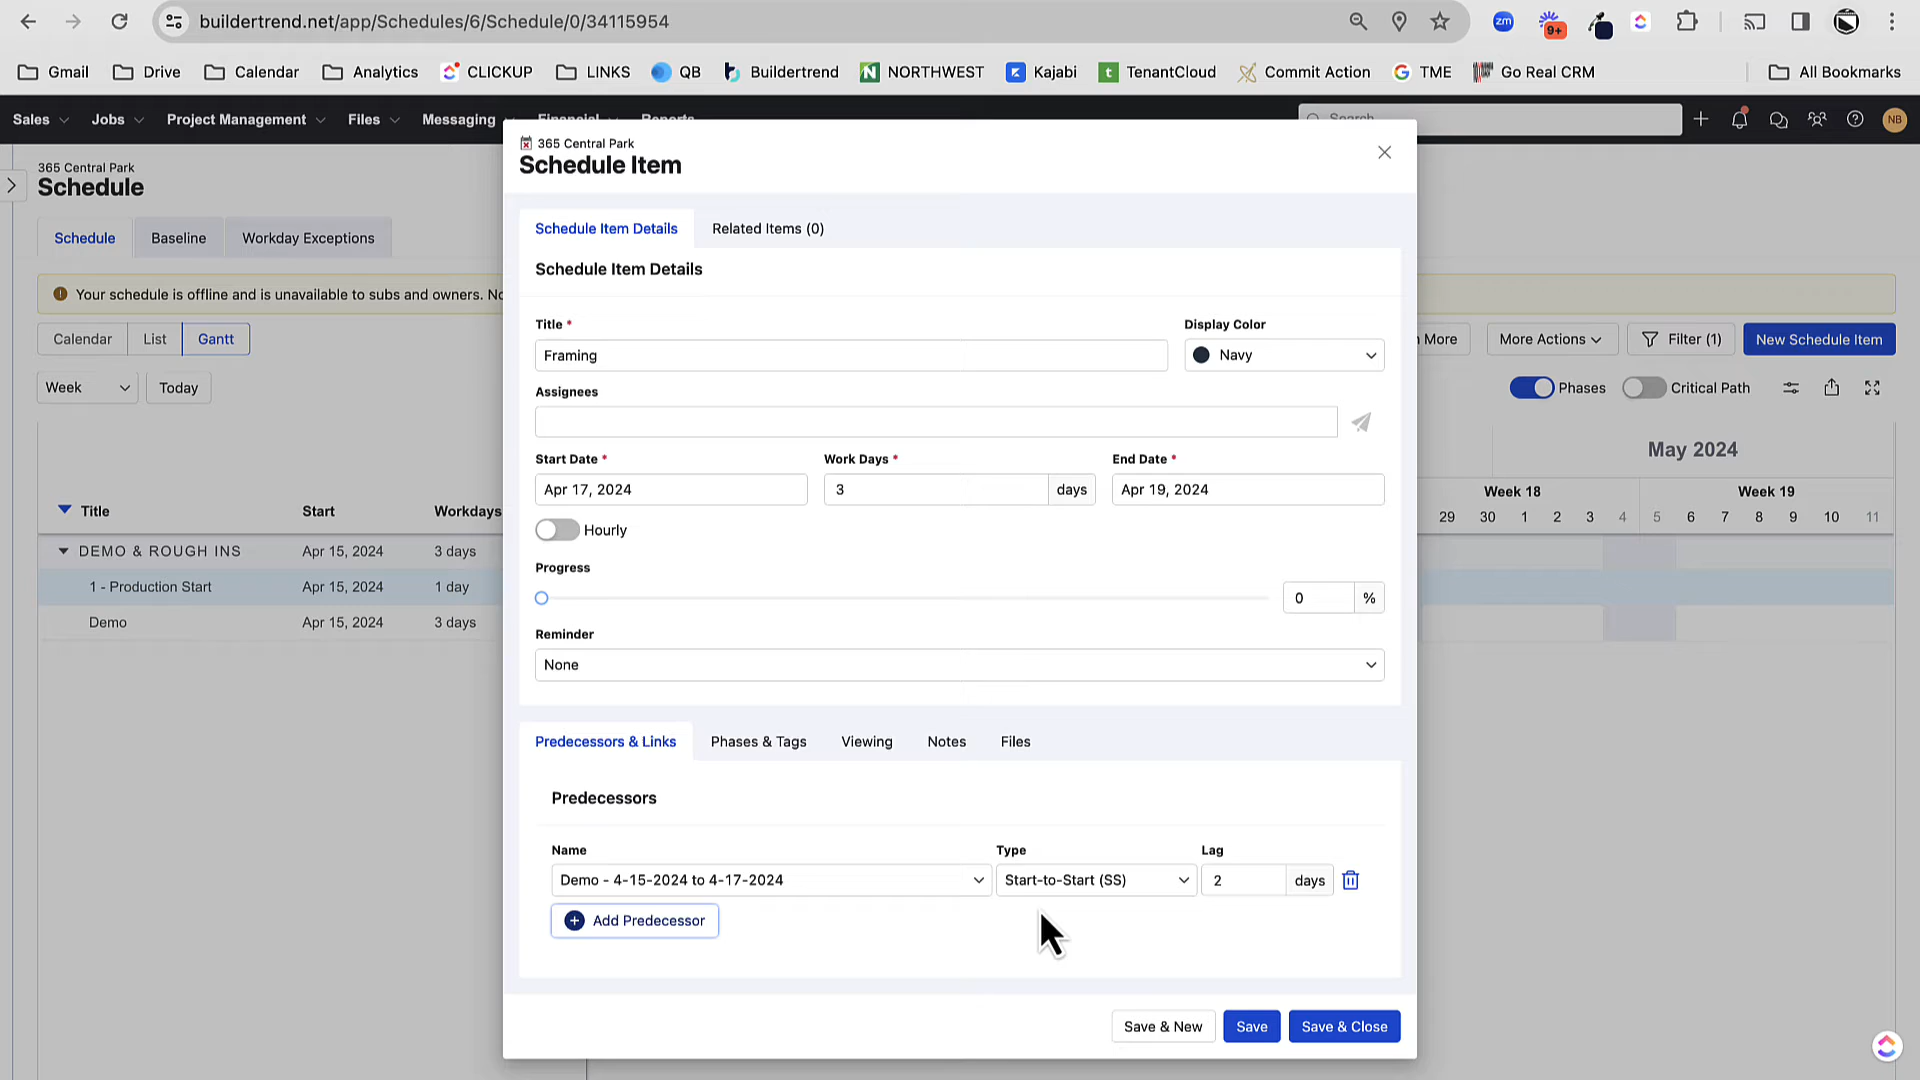 buildertrend.net/app/Schedules/6/Schedule/0/34115954
zm
9+
Gmail
Drive
Calendar
Analytics
CLICKUP
LINKS
QB
Buildertrend
NORTHWEST
Kajabi
TenantCloud
Commit Action
TME
Go Real CRM
All Bookmarks
Sales
Jobs
Project Management
Files
Messaging
Financial
Reports
Search
NB
365 Central Park
Schedule
Schedule
Baseline
Workday Exceptions
Your schedule is offline and is unavailable to subs and owners.
Calendar
List
Gantt
More
More Actions
Filter (1)
New Schedule Item
Week
Today
Phases
Critical Path
May 2024
Week 18
Week 19
Title
Start
Workdays
29 30 1 2 3 4 5 6 7 8 9 10 11
DEMO & ROUGH INS
Apr 15, 2024
3 days
1 - Production Start
Apr 15, 2024
1 day
Demo
Apr 15, 2024
3 days
365 Central Park
Schedule Item
Schedule Item Details
Related Items (0)
Schedule Item Details
Title *
Display Color
Framing
Navy
Assignees
Start Date *
Work Days *
End Date *
Apr 17, 2024
3
days
Apr 19, 2024
Hourly
Progress
0
%
Reminder
None
Predecessors & Links
Phases & Tags
Viewing
Notes
Files
Predecessors
Name
Type
Lag
Demo - 4-15-2024 to 4-17-2024
Start-to-Start (SS)
2
days
Add Predecessor
Save & New
Save
Save & Close